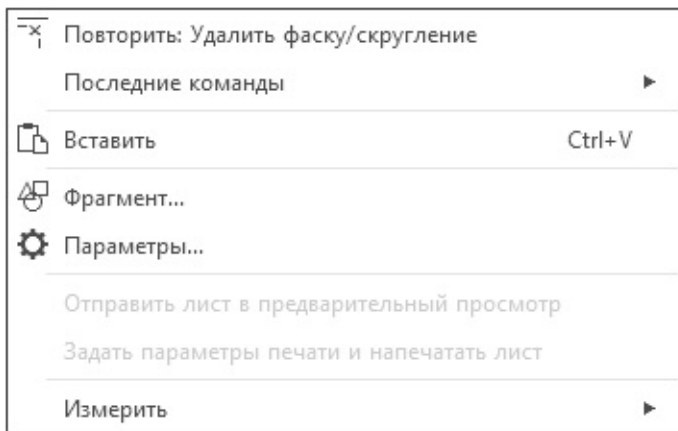 Повторить: Удалить фаску/скругление
Последние команды
Вставить Ctrl+V
Фрагмент...
Параметры...
Отправить лист в предварительный просмотр
Задать параметры печати и напечатать лист
Измерить